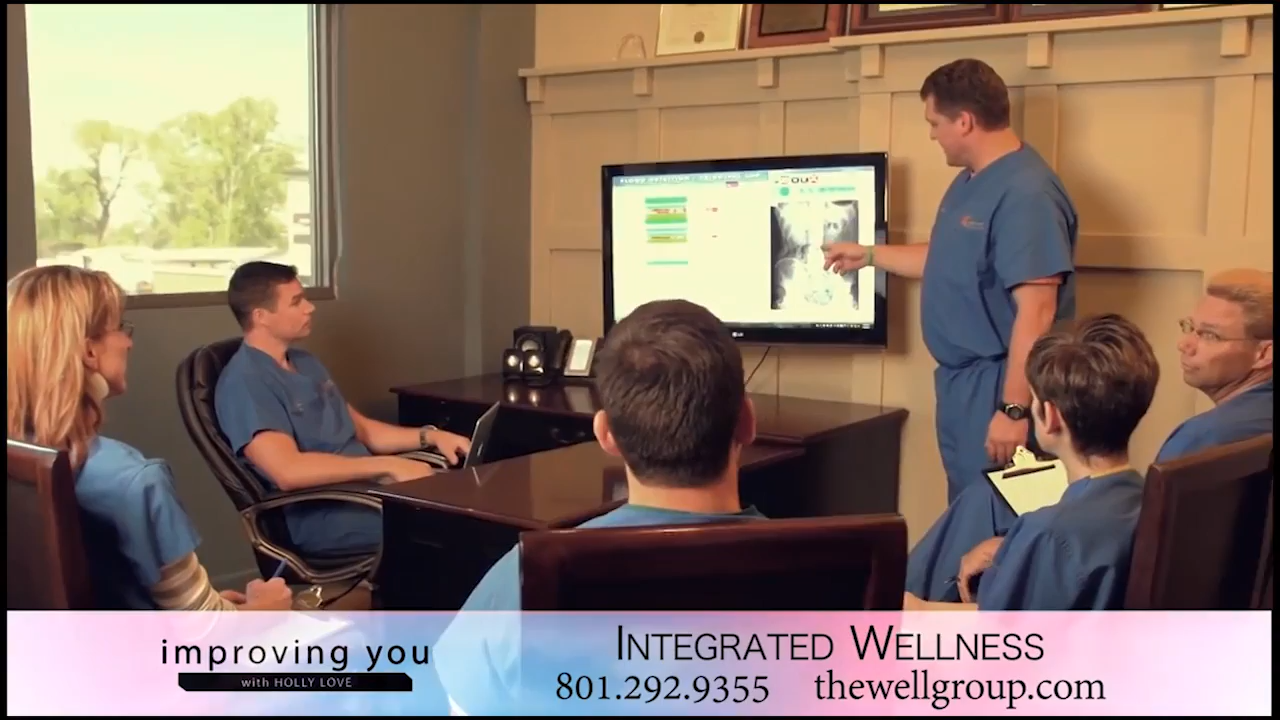 improving you
with HOLLY LOVE
INTEGRATED WELLNESS
801.292.9355 thewellgroup.com